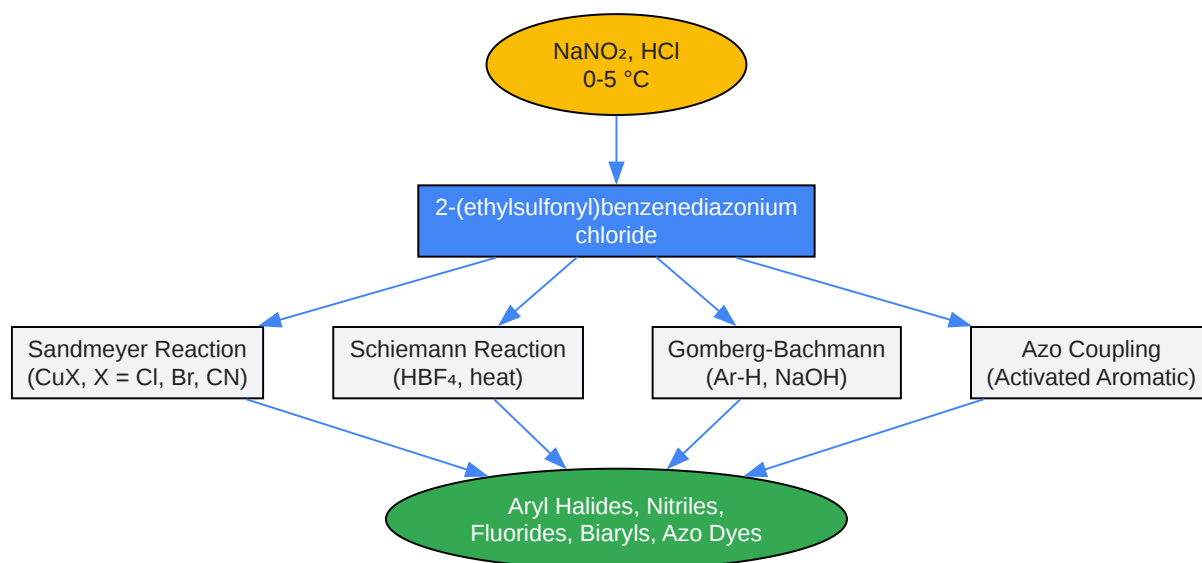 NaNO₂, HCl
0-5 °C
2-(ethylsulfonyl)benzenediazonium
chloride
Sandmeyer Reaction
(CuX, X = Cl, Br, CN)
Schiemann Reaction
(HBF₄, heat)
Gomberg-Bachmann
(Ar-H, NaOH)
Azo Coupling
(Activated Aromatic)
Aryl Halides, Nitriles,
Fluorides, Biaryls, Azo Dyes